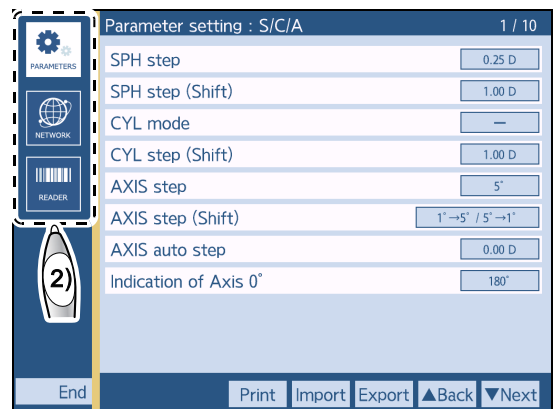 Parameter setting : S/C/A 1 / 10
PARAMETERS
SPH step 0.25 D
SPH step (Shift) 1.00 D
NETWORK
CYL mode —
CYL step (Shift) 1.00 D
READER
AXIS step 5°
AXIS step (Shift) 1°→5° / 5°→1°
AXIS auto step 0.00 D
2)
Indication of Axis 0° 180°
End Print Import Export ▲Back ▼Next